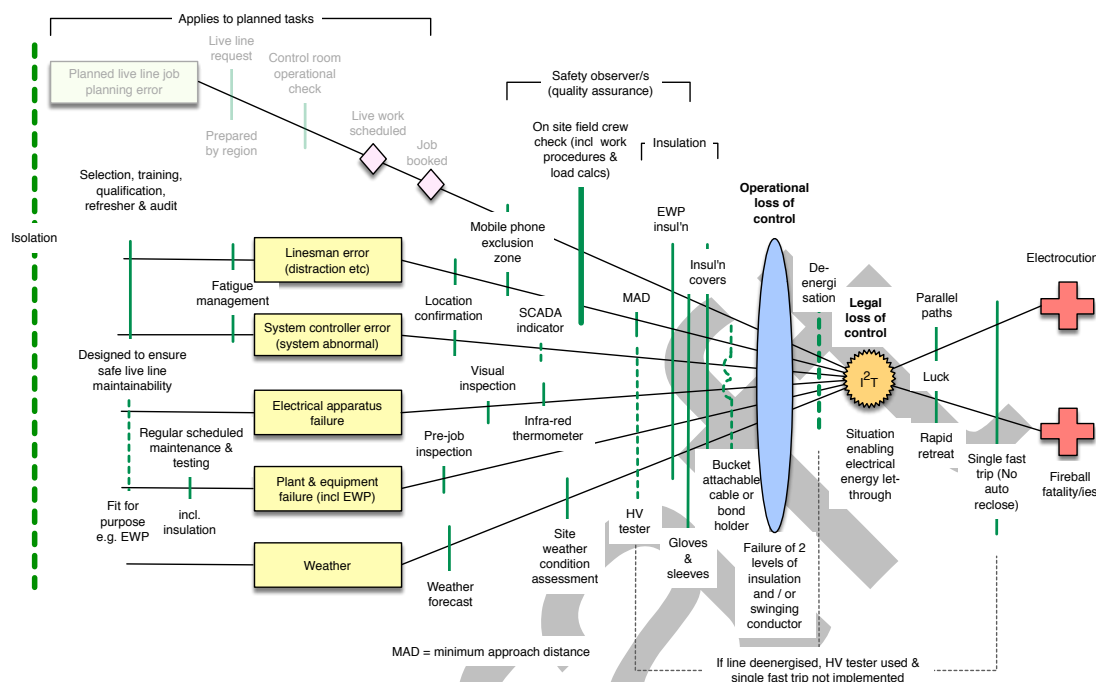 Applies to planned tasks
Live line
request
Planned live line job
planning error
Control room
operational
check
Prepared
by region
Live work
scheduled
Job
booked
Safety observer/s
(quality assurance)
On site field crew
check (incl work
procedures &
load calcs)
Insulation
Selection, training,
qualification,
refresher & audit
Isolation
Operational
loss of
control
EWP
insul'n
Mobile phone
exclusion
zone
Linesman error
(distraction etc)
Fatigue
management
Insul'n
covers
De-
energi
sation
Electrocution
Location
confirmation
SCADA
indicator
MAD
Legal
loss of
control
Parallel
paths
System controller error
(system abnormal)
Designed to ensure
safe live line
maintainability
Visual
inspection
I2T
Luck
Electrical apparatus
failure
Infra-red
thermometer
Regular scheduled
maintenance &
testing
Pre-job
inspection
Situation
enabling
electrical
energy let-
through
Rapid
retreat
Single fast
trip (No
auto
reclose)
Fireball
fatality/ies
Plant & equipment
failure (incl EWP)
Bucket
attachable
cable or
bond
holder
Fit for
purpose
e.g. EWP
incl.
insulation
HV
tester
Site
weather
condition
assessment
Gloves
&
sleeves
Failure of 2
levels of
insulation
and / or
swinging
conductor
Weather
Weather
forecast
MAD = minimum approach distance
If line deenergised, HV tester used &
single fast trip not implemented